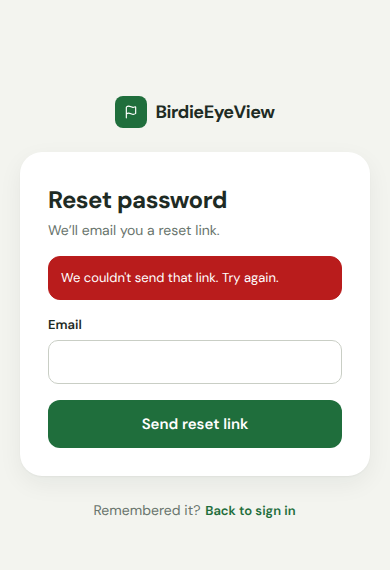 BirdieEyeView
Reset password
We’ll email you a reset link.
We couldn't send that link. Try again.
Email
Send reset link
Remembered it? Back to sign in